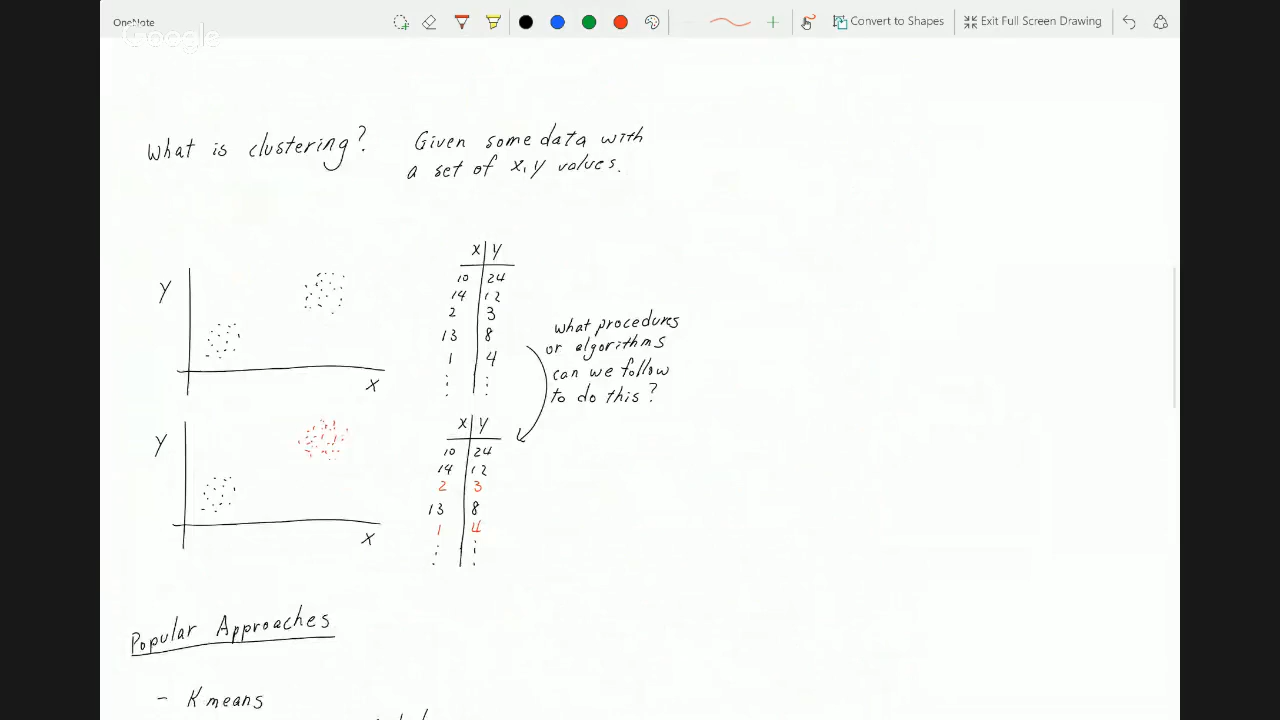 OneNote
Google
Convert to Shapes
Exit Full Screen Drawing
What is clustering?
Given some data with
a set of x,y values.
Y
X
X Y
10 24
14 12
2 3
13 8
1 4
what procedures
or algorithms
can we follow
to do this?
Y
X
X Y
10 24
14 12
2 3
13 8
1 4
Popular Approaches
- K means